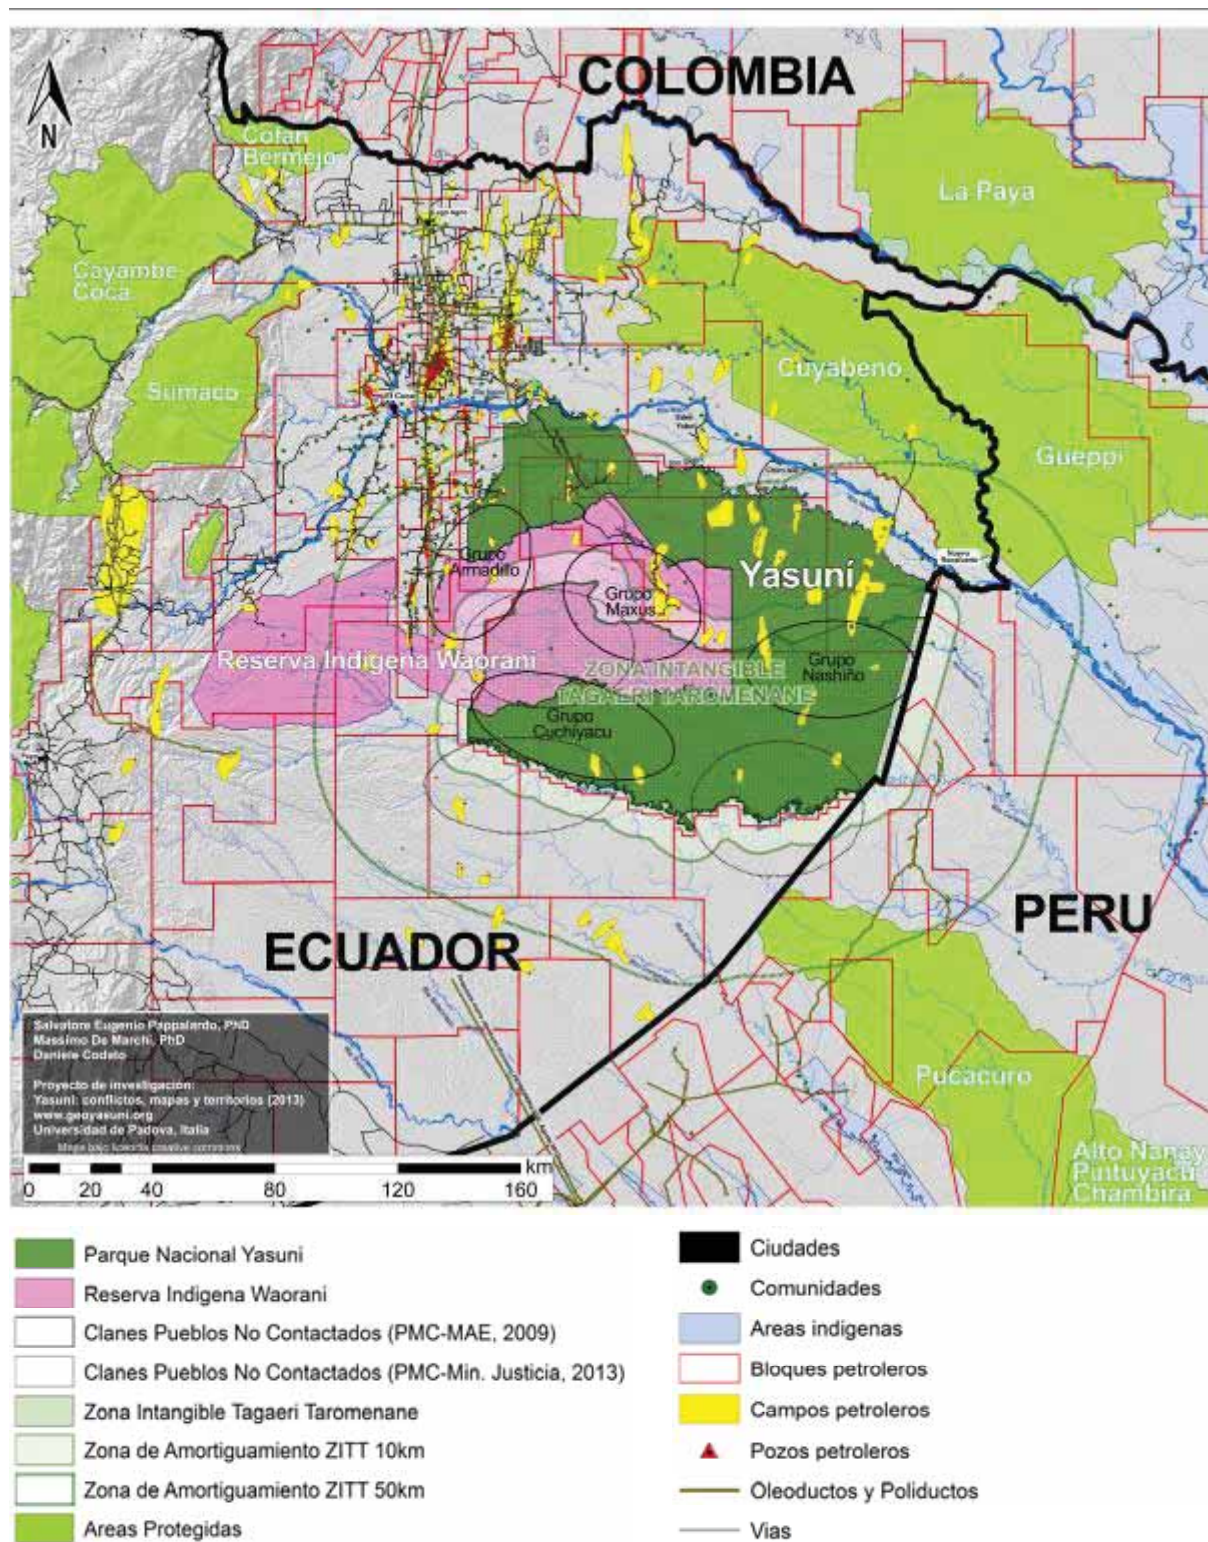 COLOMBIA
N
Cofan
Bermejo
La Paya
Cayambe
Coca
Sumaco
Cuyabeno
Gueppi
Grupo
Armadillo
Grupo
Maxus
Yasuní
Reserva Indigena Waorani
ZONA INTANGIBLE
TAGAERI TAROMENANE
Grupo
Nashiño
Grupo
Cuchiyacu
PERU
ECUADOR
Pucacuro
Alto Nanay
Pintuyacu
Chambira
Salvatore Eugenio Pappalardo, PhD
Massimo De Marchi, PhD
Daniele Codato
Proyecto de investigación:
Yasuní: conflictos, mapas y territorios (2013)
www.geoyasuni.org
Universidad de Padova, Italia
Mapa bajo licencia creative commons
km
0 20 40 80 120 160
Parque Nacional Yasuni
Reserva Indigena Waorani
Clanes Pueblos No Contactados (PMC-MAE, 2009)
Clanes Pueblos No Contactados (PMC-Min. Justicia, 2013)
Zona Intangible Tagaeri Taromenane
Zona de Amortiguamiento ZITT 10km
Zona de Amortiguamiento ZITT 50km
Areas Protegidas
Ciudades
Comunidades
Areas indigenas
Bloques petroleros
Campos petroleros
Pozos petroleros
Oleoductos y Poliductos
Vias